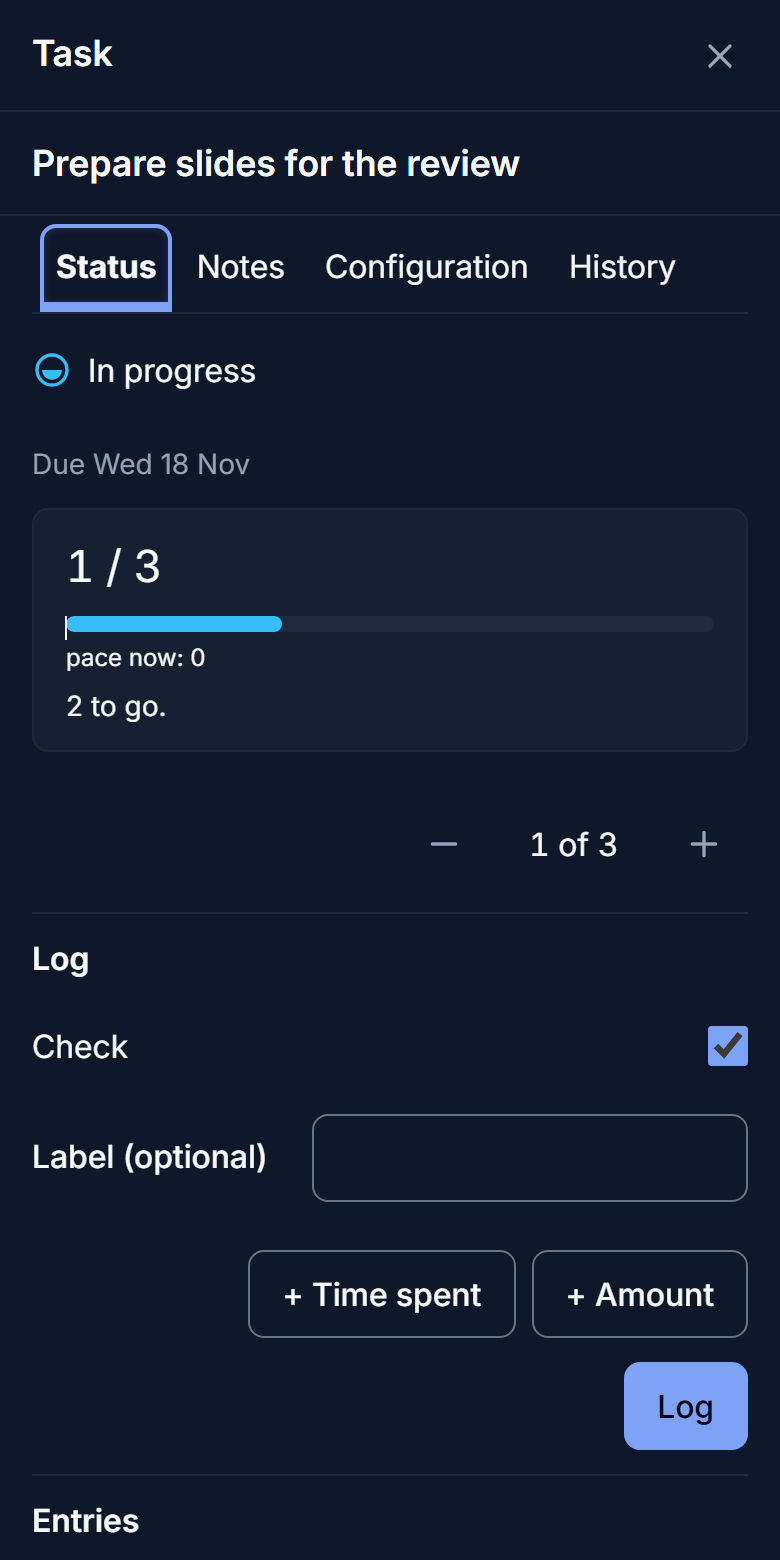 Task
Prepare slides for the review
Status Notes Configuration History
In progress
Due Wed 18 Nov
1 / 3
pace now: 0
2 to go.
1 of 3
Log
Check
Label (optional)
+ Time spent + Amount
Log
Entries